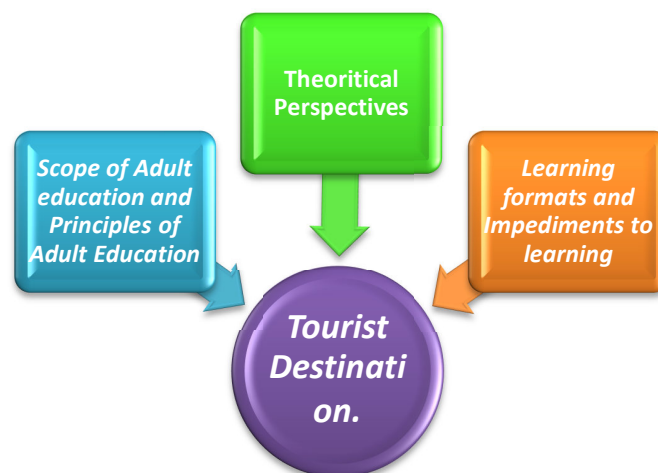 Theoritical
Perspectives
Scope of Adult
education and
Principles of
Adult Education
Learning
formats and
Impediments to
learning
Tourist
Destinati
on.